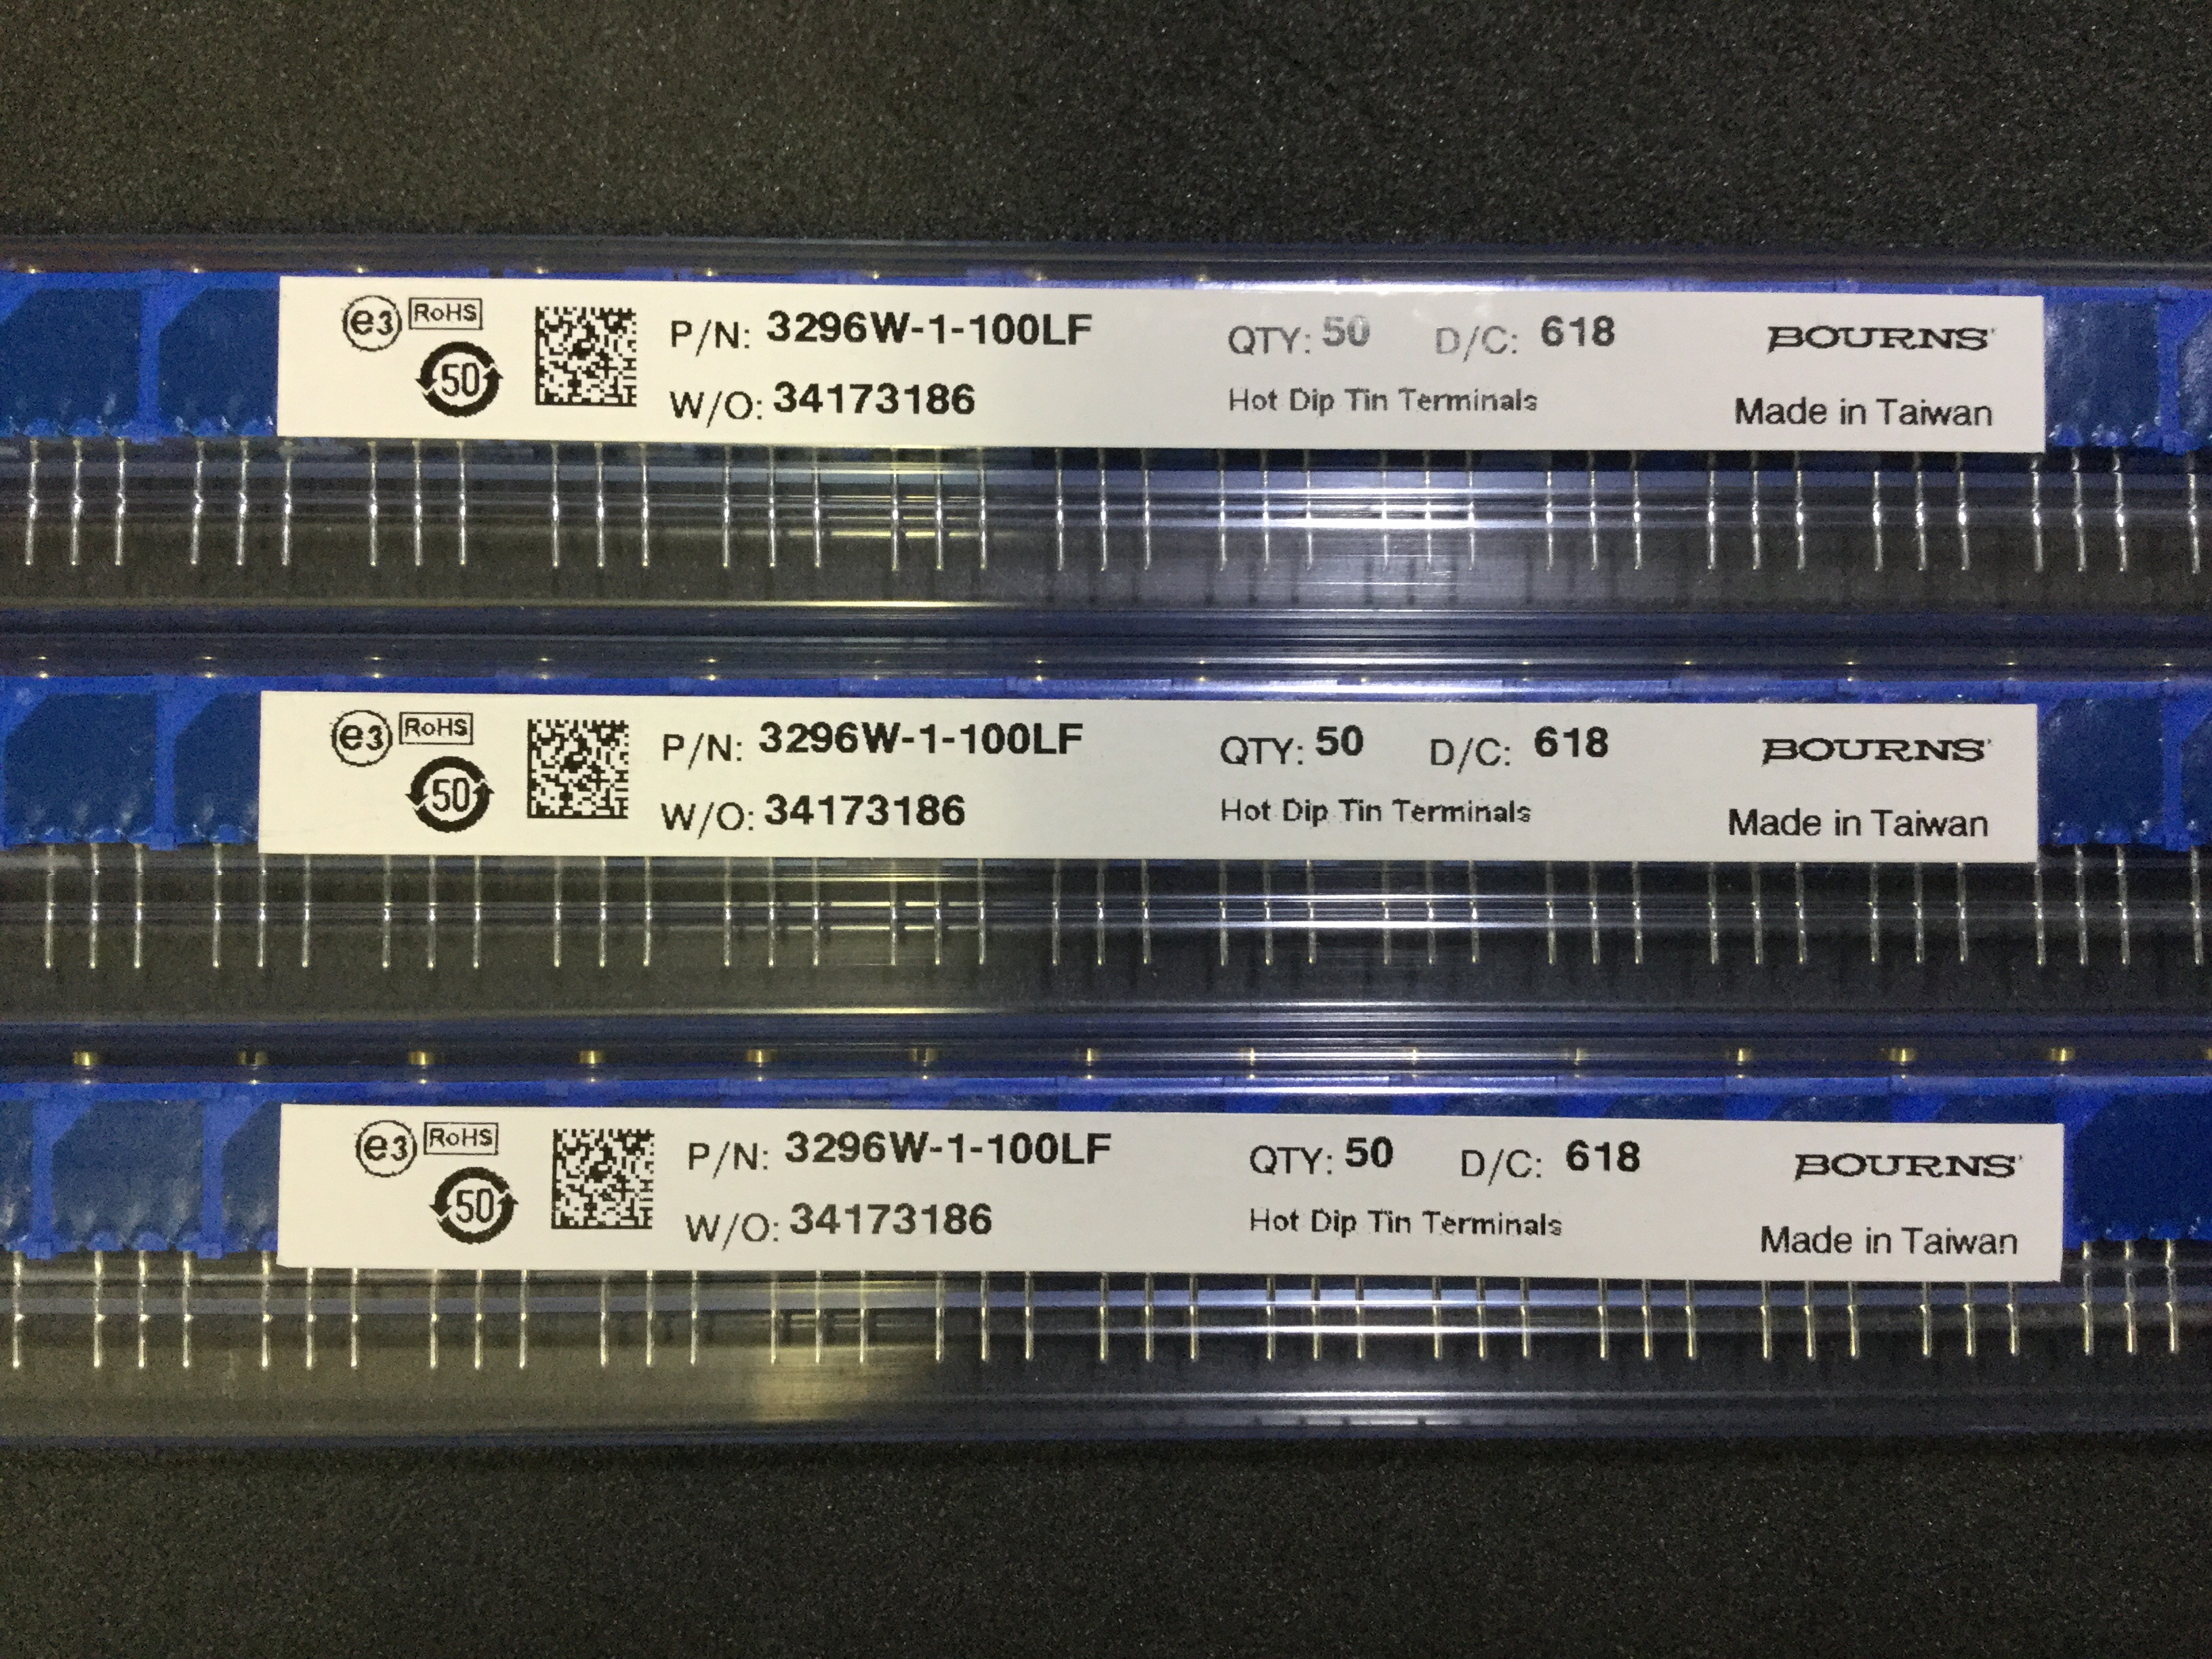 e3 RoHS
50
P/N: 3296W-1-100LF QTY: 50 D/C: 618 BOURNS
W/O: 34173186 Hot Dip Tin Terminals Made in Taiwan
e3 RoHS
50
P/N: 3296W-1-100LF QTY: 50 D/C: 618 BOURNS
W/O: 34173186 Hot Dip Tin Terminals Made in Taiwan
e3 RoHS
50
P/N: 3296W-1-100LF QTY: 50 D/C: 618 BOURNS
W/O: 34173186 Hot Dip Tin Terminals Made in Taiwan